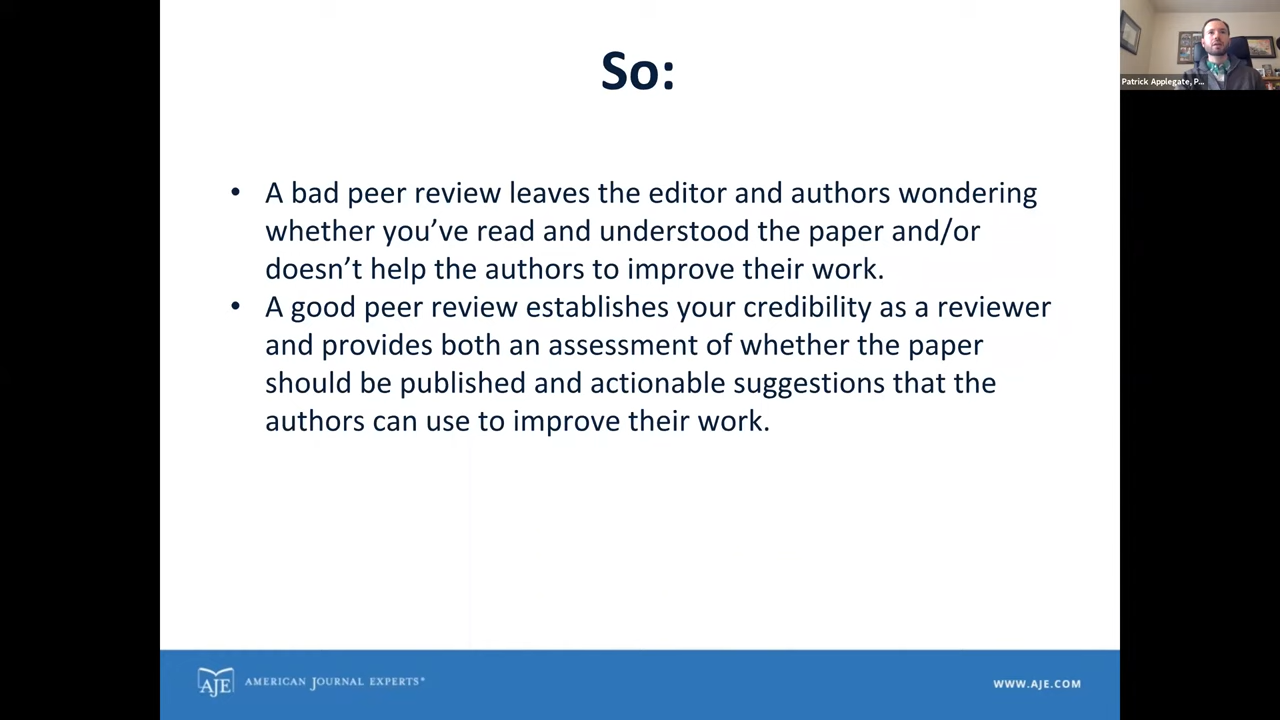 So:
• A bad peer review leaves the editor and authors wondering
whether you’ve read and understood the paper and/or
doesn’t help the authors to improve their work.
• A good peer review establishes your credibility as a reviewer
and provides both an assessment of whether the paper
should be published and actionable suggestions that the
authors can use to improve their work.
Patrick Applegate, P...
AJE AMERICAN JOURNAL EXPERTS®
WWW.AJE.COM